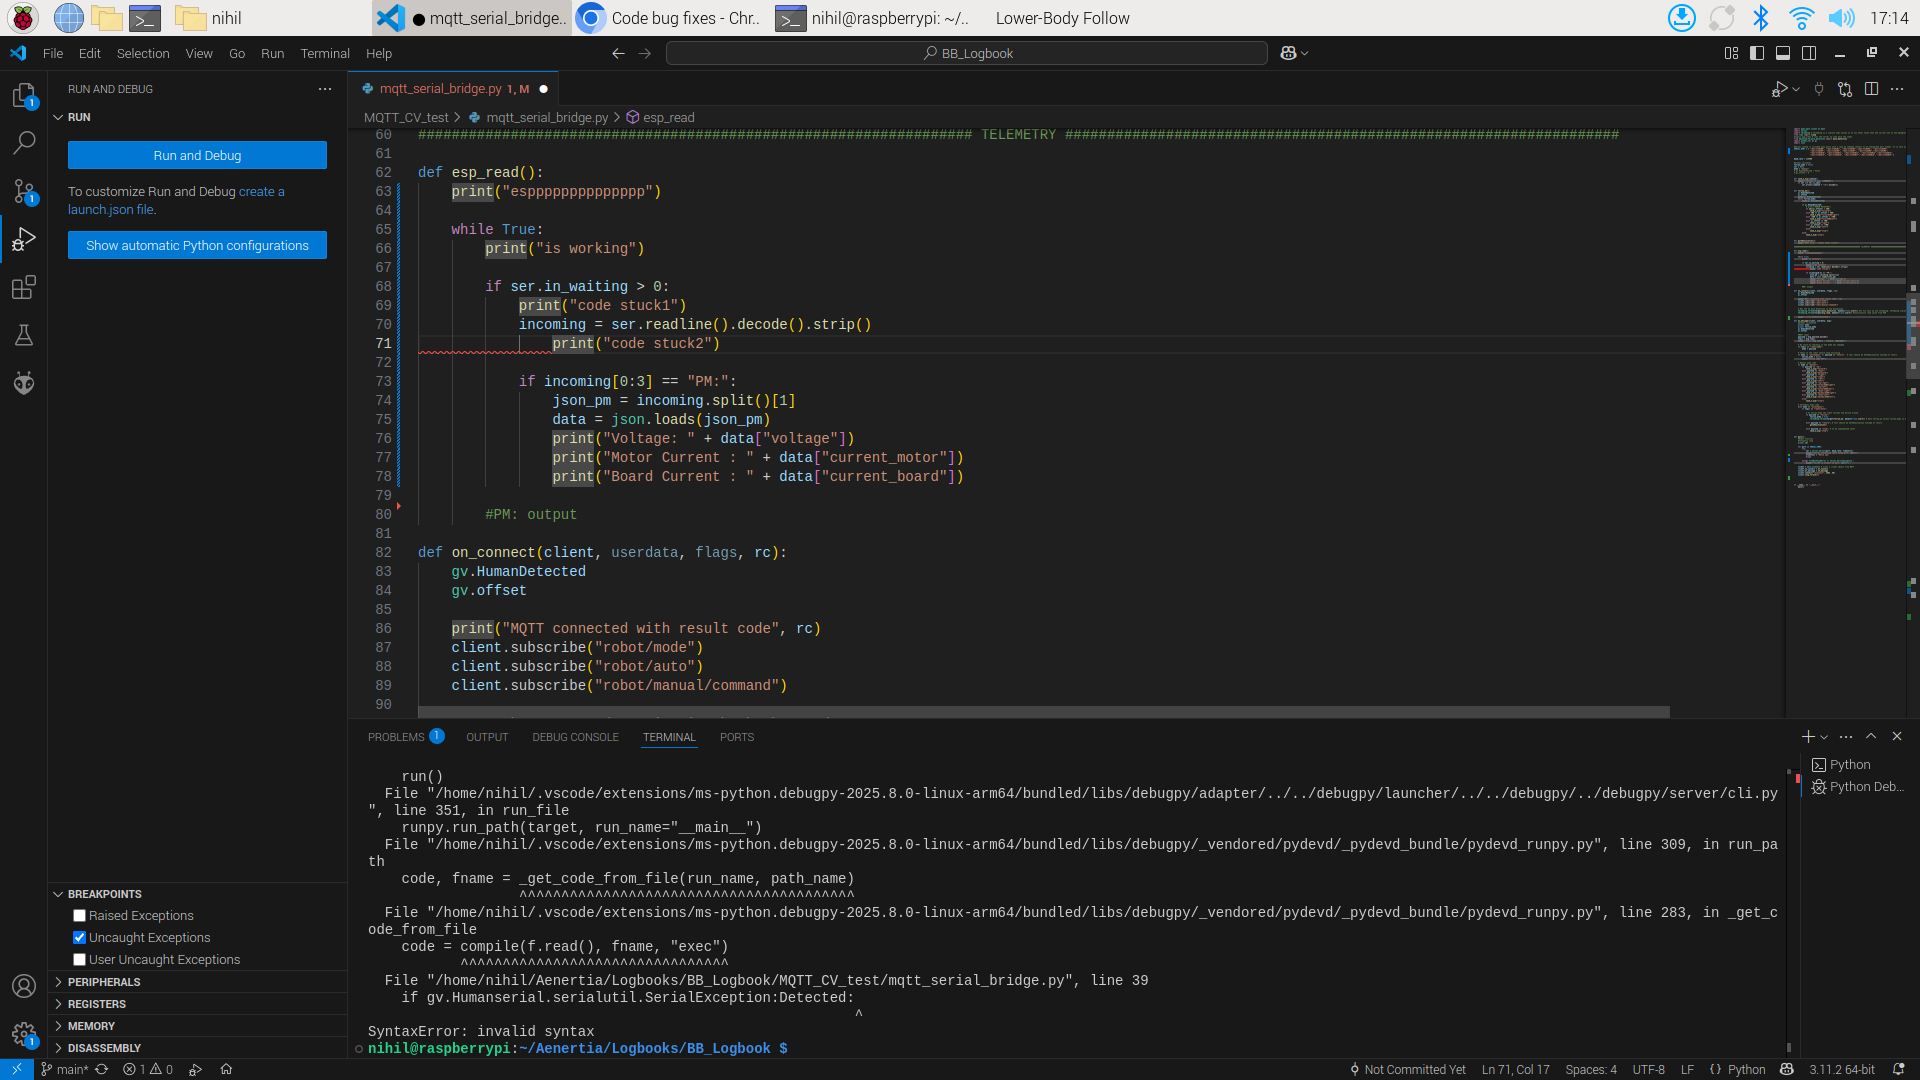 nihil
mqtt_serial_bridge..
Code bug fixes - Chr..
nihil@raspberrypi: ~/..
Lower-Body Follow
17:14
File Edit Selection View Go Run Terminal Help
BB_Logbook
RUN AND DEBUG
mqtt_serial_bridge.py 1, M
RUN
MQTT_CV_test > mqtt_serial_bridge.py > esp_read
Run and Debug
To customize Run and Debug create a
launch.json file.
Show automatic Python configurations
60 ################################################################## TELEMETRY ##################################################################
61
62 def esp_read():
63 print("esppppppppppppppp")
64
65 while True:
66 print("is working")
67
68 if ser.in_waiting > 0:
69 print("code stuck1")
70 incoming = ser.readline().decode().strip()
71 print("code stuck2")
72
73 if incoming[0:3] == "PM:":
74 json_pm = incoming.split()[1]
75 data = json.loads(json_pm)
76 print("Voltage: " + data["voltage"])
77 print("Motor Current : " + data["current_motor"])
78 print("Board Current : " + data["current_board"])
79
80 #PM: output
81
82 def on_connect(client, userdata, flags, rc):
83 gv.HumanDetected
84 gv.offset
85
86 print("MQTT connected with result code", rc)
87 client.subscribe("robot/mode")
88 client.subscribe("robot/auto")
89 client.subscribe("robot/manual/command")
90
PROBLEMS 1 OUTPUT DEBUG CONSOLE TERMINAL PORTS
Python
Python Deb...
run()
File "/home/nihil/.vscode/extensions/ms-python.debugpy-2025.8.0-linux-arm64/bundled/libs/debugpy/adapter/../../debugpy/launcher/../../debugpy/../debugpy/server/cli.py
", line 351, in run_file
runpy.run_path(target, run_name="__main__")
File "/home/nihil/.vscode/extensions/ms-python.debugpy-2025.8.0-linux-arm64/bundled/libs/debugpy/_vendored/pydevd/_pydevd_bundle/pydevd_runpy.py", line 309, in run_pa
th
code, fname = _get_code_from_file(run_name, path_name)
^^^^^^^^^^^^^^^^^^^^^^^^^^^^^^^^^^^^^^^^
File "/home/nihil/.vscode/extensions/ms-python.debugpy-2025.8.0-linux-arm64/bundled/libs/debugpy/_vendored/pydevd/_pydevd_bundle/pydevd_runpy.py", line 283, in _get_c
ode_from_file
code = compile(f.read(), fname, "exec")
^^^^^^^^^^^^^^^^^^^^^^^^^^^^^^^^
File "/home/nihil/Aenertia/Logbooks/BB_Logbook/MQTT_CV_test/mqtt_serial_bridge.py", line 39
if gv.Humanserial.serialutil.SerialException:Detected:
^
SyntaxError: invalid syntax
nihil@raspberrypi:~/Aenertia/Logbooks/BB_Logbook $
BREAKPOINTS
Raised Exceptions
Uncaught Exceptions
User Uncaught Exceptions
PERIPHERALS
REGISTERS
MEMORY
DISASSEMBLY
main* 1 0
Not Committed Yet Ln 71, Col 17 Spaces: 4 UTF-8 LF {} Python 3.11.2 64-bit